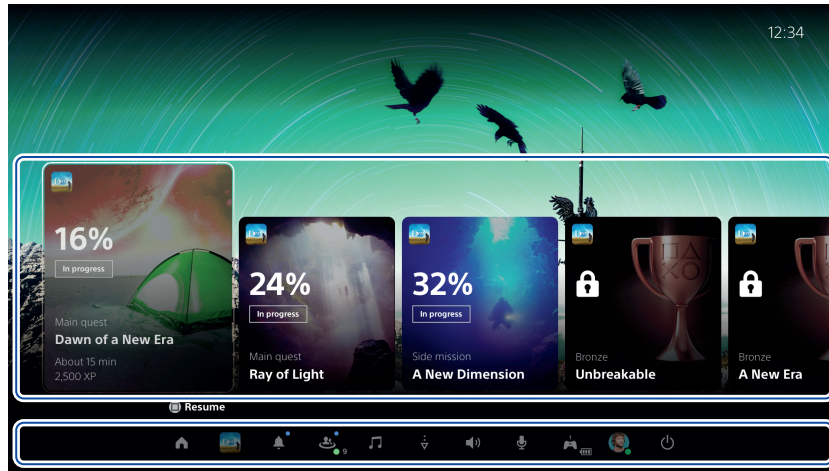 12:34
16%
In progress
Main quest
Dawn of a New Era
About 15 min
2,500 XP
24%
In progress
Main quest
Ray of Light
32%
In progress
Side mission
A New Dimension
ΠΔ
ΧΟ
Bronze
Unbreakable
Bronze
A New Era
Resume
9